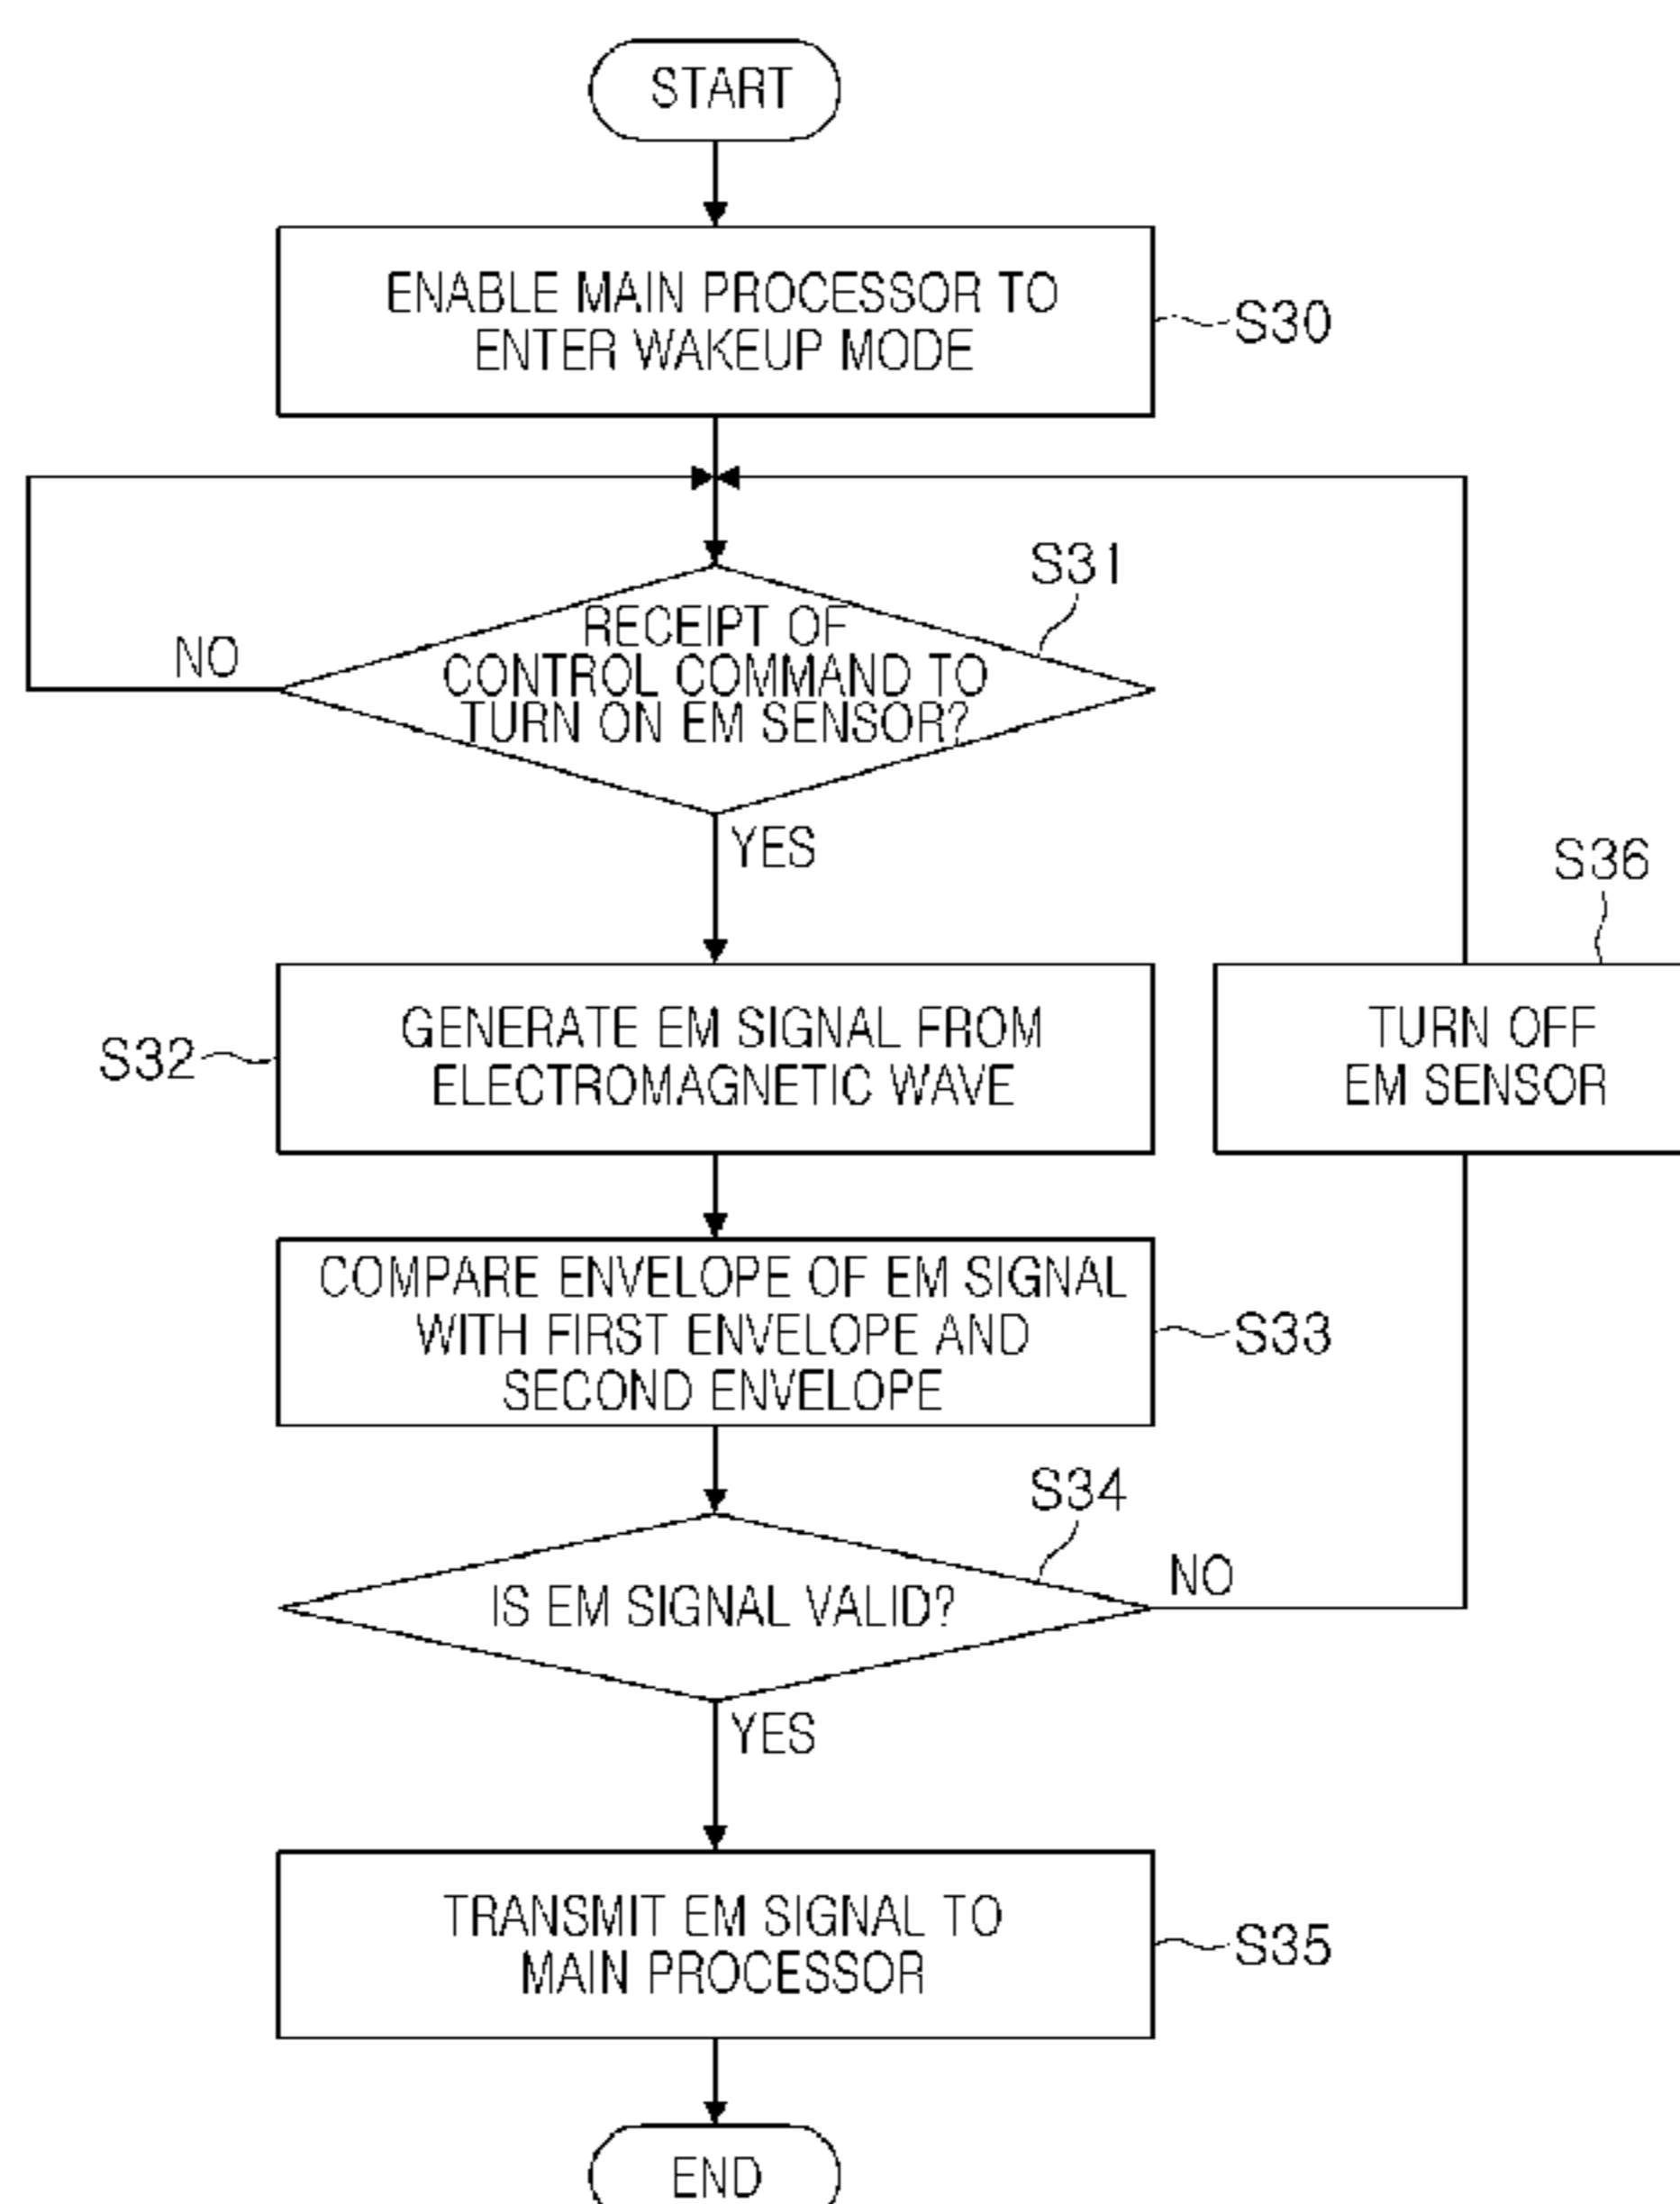 START
ENABLE MAIN PROCESSOR TO
ENTER WAKEUP MODE
S30
S31
RECEIPT OF
CONTROL COMMAND TO
TURN ON EM SENSOR?
NO
YES
S36
S32
GENERATE EM SIGNAL FROM
ELECTROMAGNETIC WAVE
TURN OFF
EM SENSOR
COMPARE ENVELOPE OF EM SIGNAL
WITH FIRST ENVELOPE AND
SECOND ENVELOPE
S33
S34
IS EM SIGNAL VALID?
NO
YES
TRANSMIT EM SIGNAL TO
MAIN PROCESSOR
S35
END